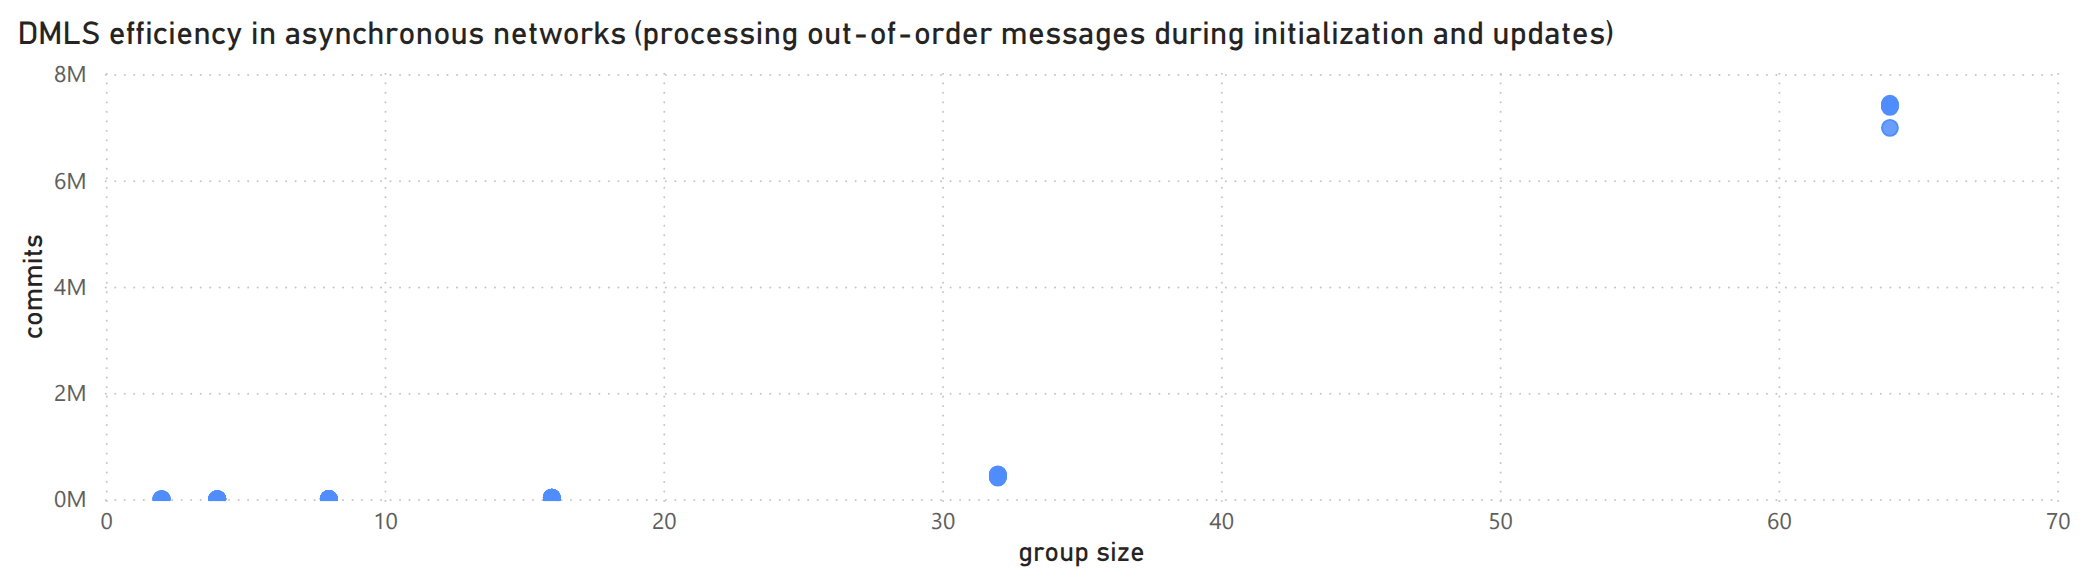 DMLS efficiency in asynchronous networks (processing out-of-order messages during initialization and updates)
8M
6M
4M
2M
0M
commits
0 10 20 30 40 50 60 70
group size